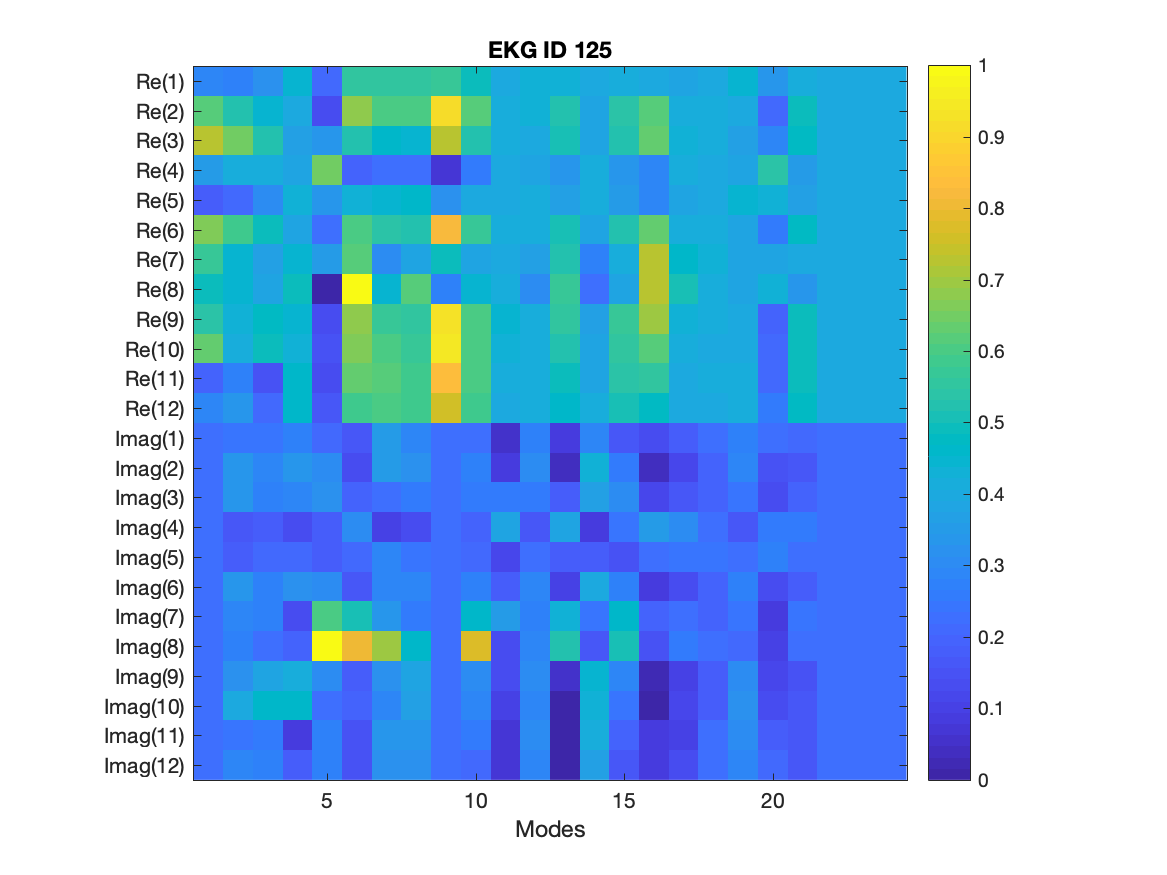 EKG ID 125
Re(1)
Re(2)
Re(3)
Re(4)
Re(5)
Re(6)
Re(7)
Re(8)
Re(9)
Re(10)
Re(11)
Re(12)
Imag(1)
Imag(2)
Imag(3)
Imag(4)
Imag(5)
Imag(6)
Imag(7)
Imag(8)
Imag(9)
Imag(10)
Imag(11)
Imag(12)
5 10 15 20
Modes
1
0.9
0.8
0.7
0.6
0.5
0.4
0.3
0.2
0.1
0